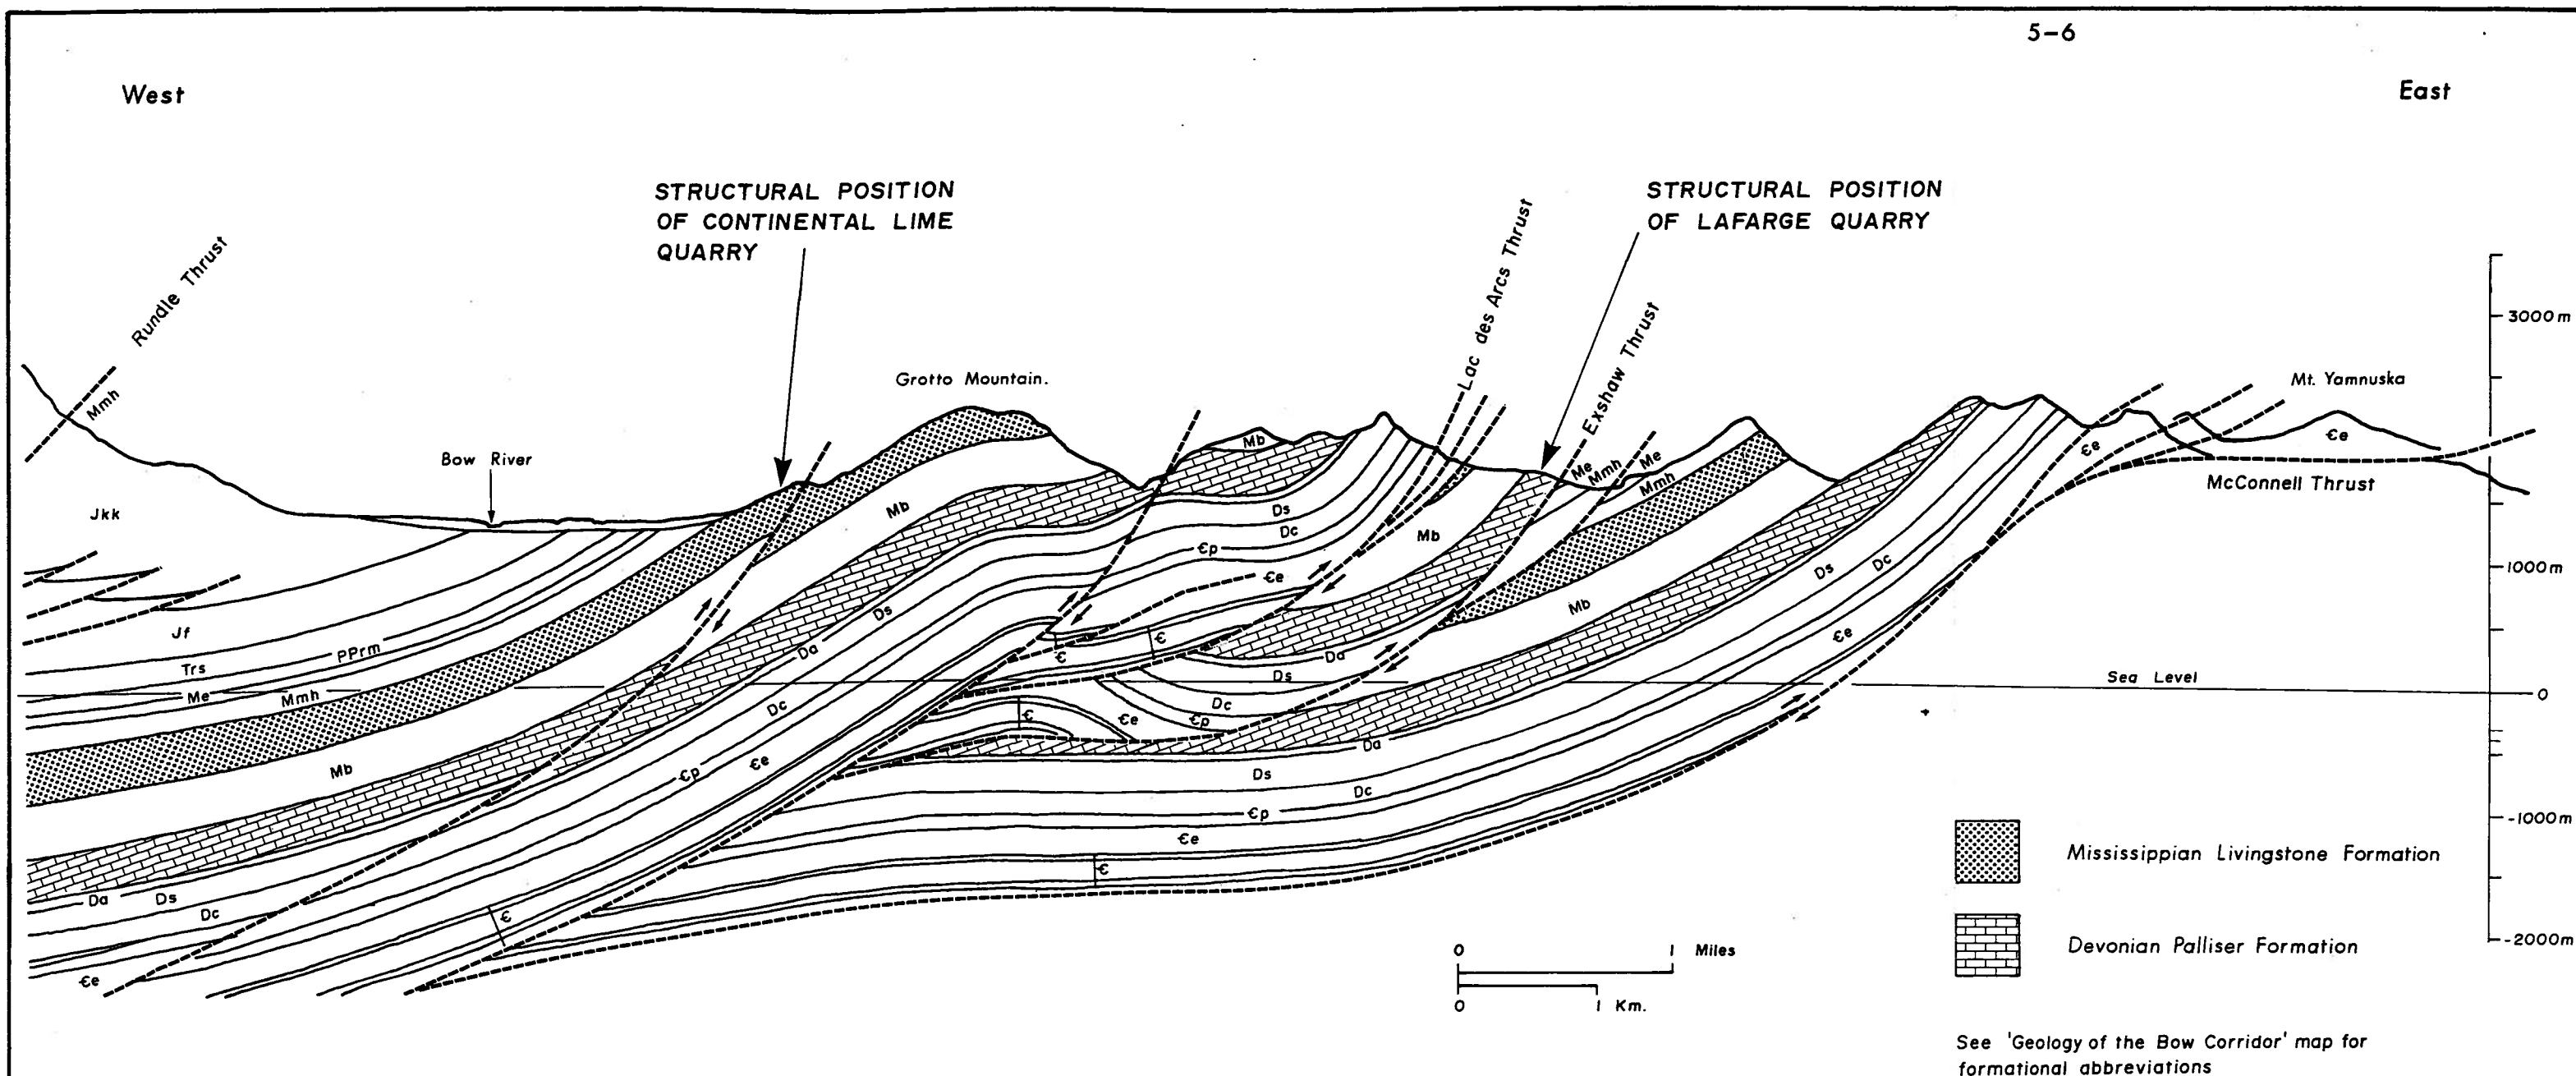 5-6
West
East
STRUCTURAL POSITION
OF CONTINENTAL LIME
QUARRY
STRUCTURAL POSITION
OF LAFARGE QUARRY
Rundle Thrust
Mmh
Lac des Arcs Thrust
Exshaw Thrust
3000m
Grotto Mountain.
Mt. Yamnuska
Bow River
Mb
Єe
Єe
McConnell Thrust
Me
Mmh
Me
Mmh
Jkk
Mb
Ds
Dc
Єp
Mb
Єe
1000m
Ds
Dc
Mb
Jf
Trs
PPrm
Me
Mmh
Da
Ds
Є
Є
Da
Ds
Єe
Sea Level
0
Dc
Єp
Єe
Є
Dc
Єp
Єe
Da
Mb
Ds
Dc
Єp
Єe
-1000m
Є
Mississippian Livingstone Formation
Da
Ds
Dc
Є
Єe
Devonian Palliser Formation
-2000m
0 1 Miles
0 1 Km.
See 'Geology of the Bow Corridor' map for
formational abbreviations